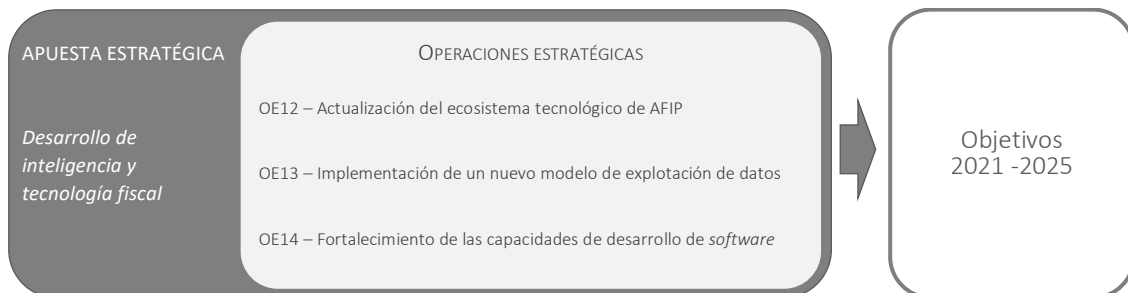 APUESTA ESTRATÉGICA
Desarrollo de
inteligencia y
tecnología fiscal
OPERACIONES ESTRATÉGICAS
OE12 – Actualización del ecosistema tecnológico de AFIP
OE13 – Implementación de un nuevo modelo de explotación de datos
OE14 – Fortalecimiento de las capacidades de desarrollo de software
Objetivos
2021 -2025